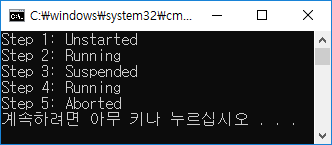 C:₩windows₩system32₩cm...
Step 1: Unstarted
Step 2: Running
Step 3: Suspended
Step 4: Running
Step 5: Aborted
계속하려면 아무 키나 누르십시오 . . .